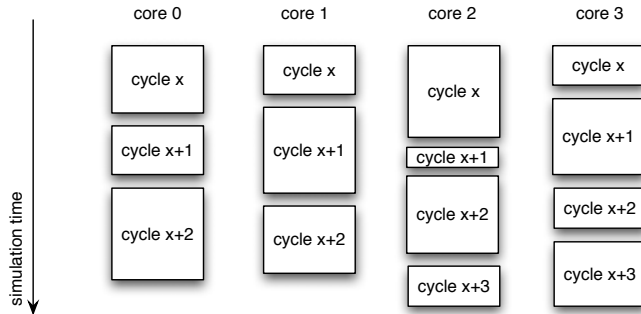 core 0 core 1 core 2 core 3
cycle x cycle x cycle x cycle x
cycle x+1 cycle x+1 cycle x+1 cycle x+1
cycle x+2 cycle x+2 cycle x+2 cycle x+2
cycle x+3 cycle x+3
simulation time